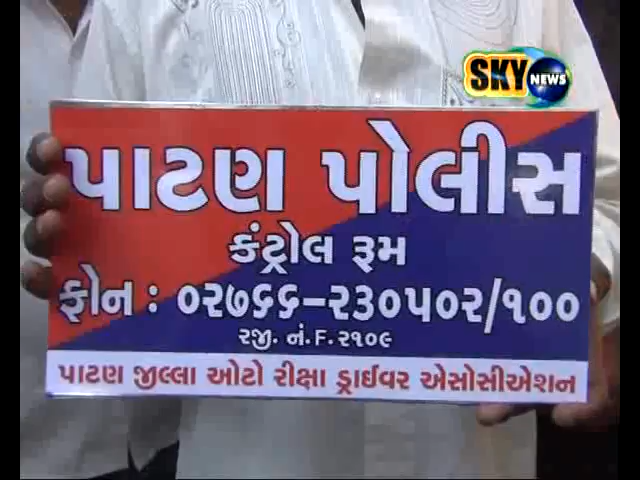 SKY NEWS
પાટણ પોલીસ
કંટ્રોલ રૂમ
ફોન : ૦૨૭૬૬-૨૩૦૫૦૨/૧૦૦
રજી. નં. F. ૨૧૦૯
પાટણ જીલ્લા ઓટો રીક્ષા ડ્રાઈવર એસોસીએશન